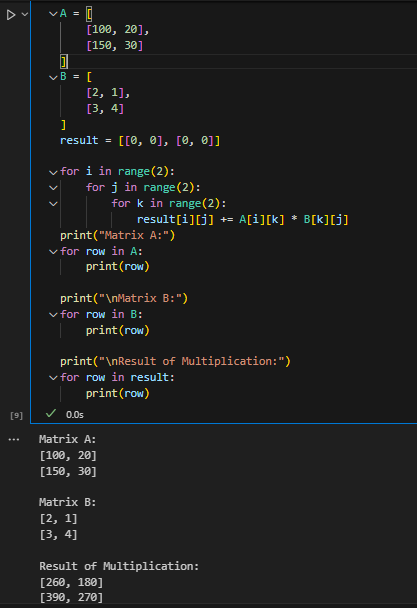 A = [
    [100, 20],
    [150, 30]
]
B = [
    [2, 1],
    [3, 4]
]
result = [[0, 0], [0, 0]]
for i in range(2):
    for j in range(2):
        for k in range(2):
            result[i][j] += A[i][k] * B[k][j]
print("Matrix A:")
for row in A:
    print(row)
print("\nMatrix B:")
for row in B:
    print(row)
print("\nResult of Multiplication:")
for row in result:
    print(row)
[9] 0.0s
Matrix A:
[100, 20]
[150, 30]
Matrix B:
[2, 1]
[3, 4]
Result of Multiplication:
[260, 180]
[390, 270]